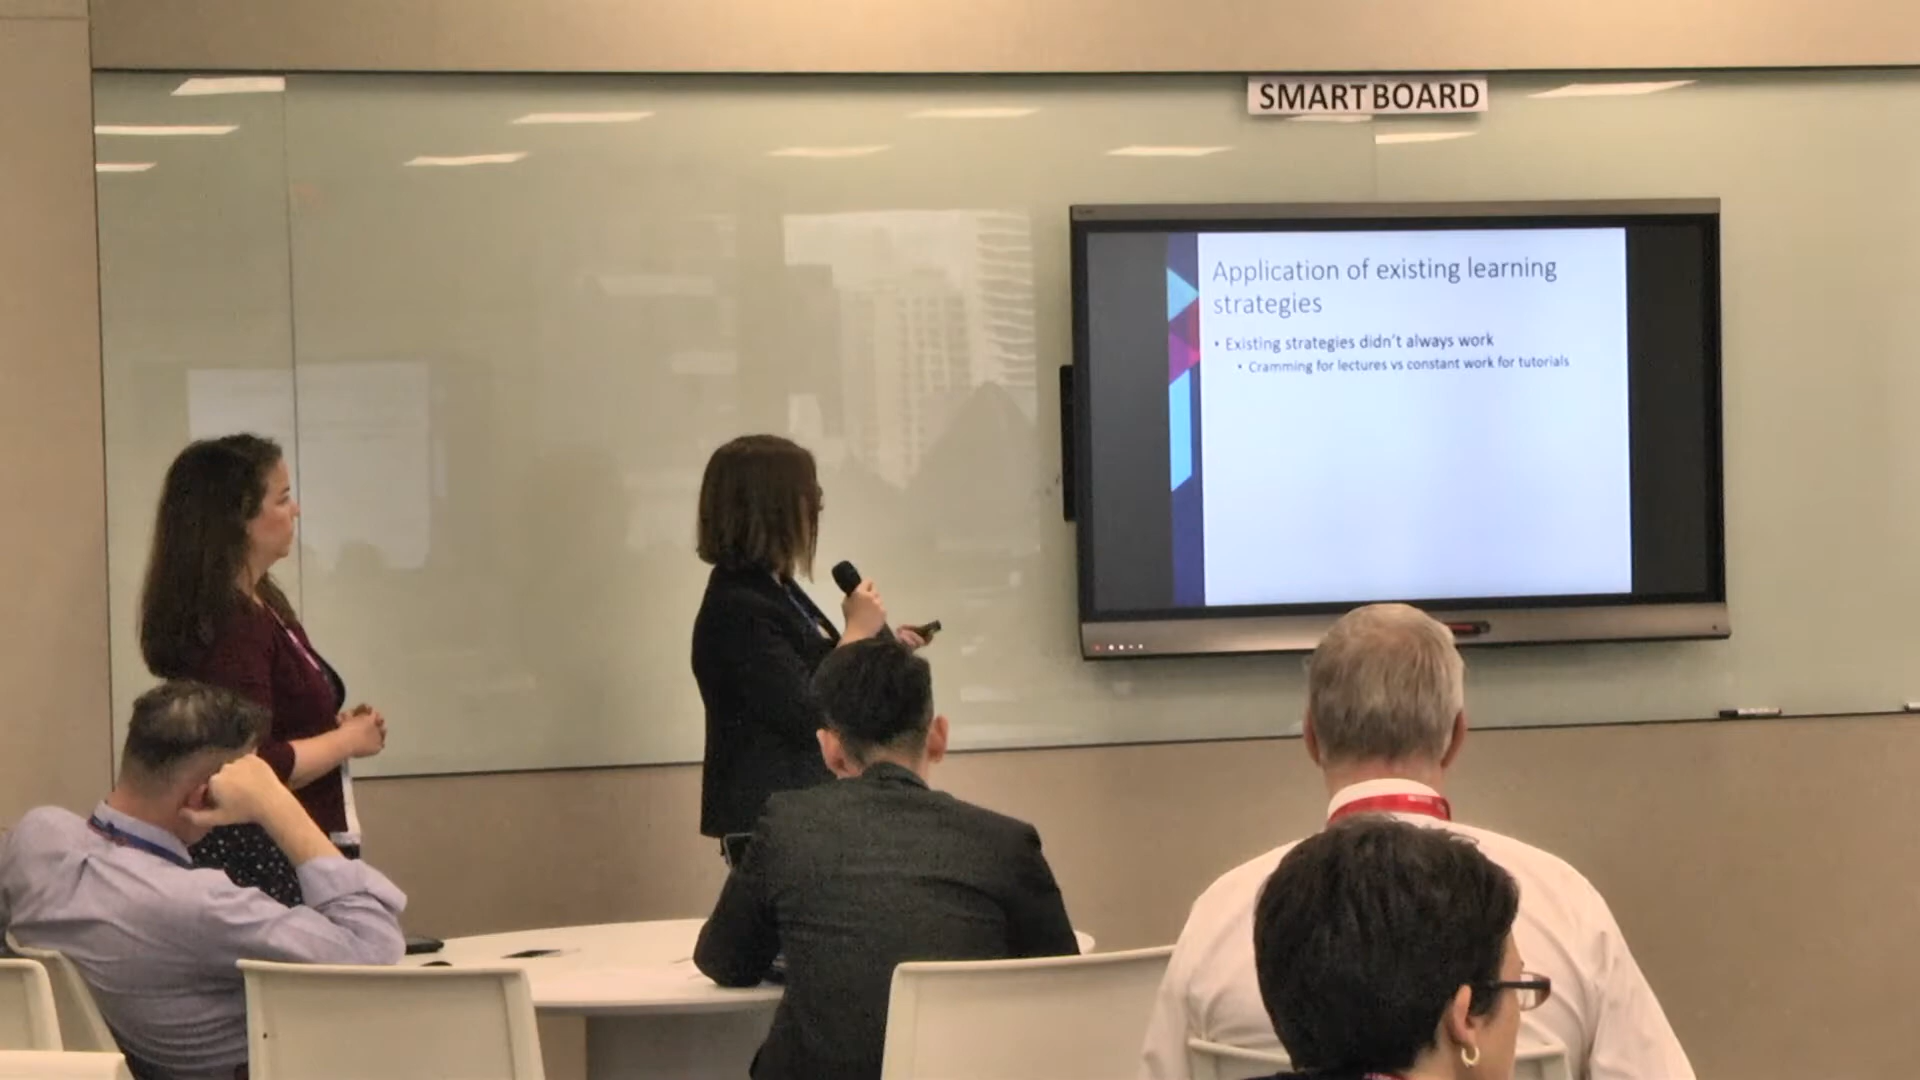 SMARTBOARD
Application of existing learning
strategies
• Existing strategies didn't always work
• Cramming for lectures vs constant work for tutorials